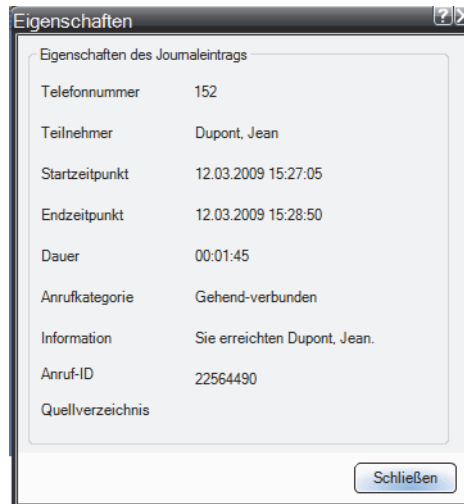 Eigenschaften
Eigenschaften des Journaleintrags
Telefonnummer 152
Teilnehmer Dupont, Jean
Startzeitpunkt 12.03.2009 15:27:05
Endzeitpunkt 12.03.2009 15:28:50
Dauer 00:01:45
Anrufkategorie Gehend-verbunden
Information Sie erreichten Dupont, Jean.
Anruf-ID 22564490
Quellverzeichnis
Schließen